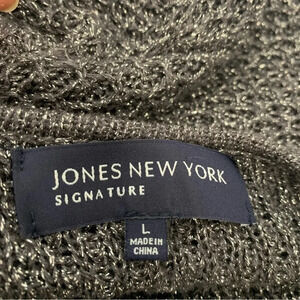 JONES NEW YORK
SIGNATURE
L
MADE IN
CHINA